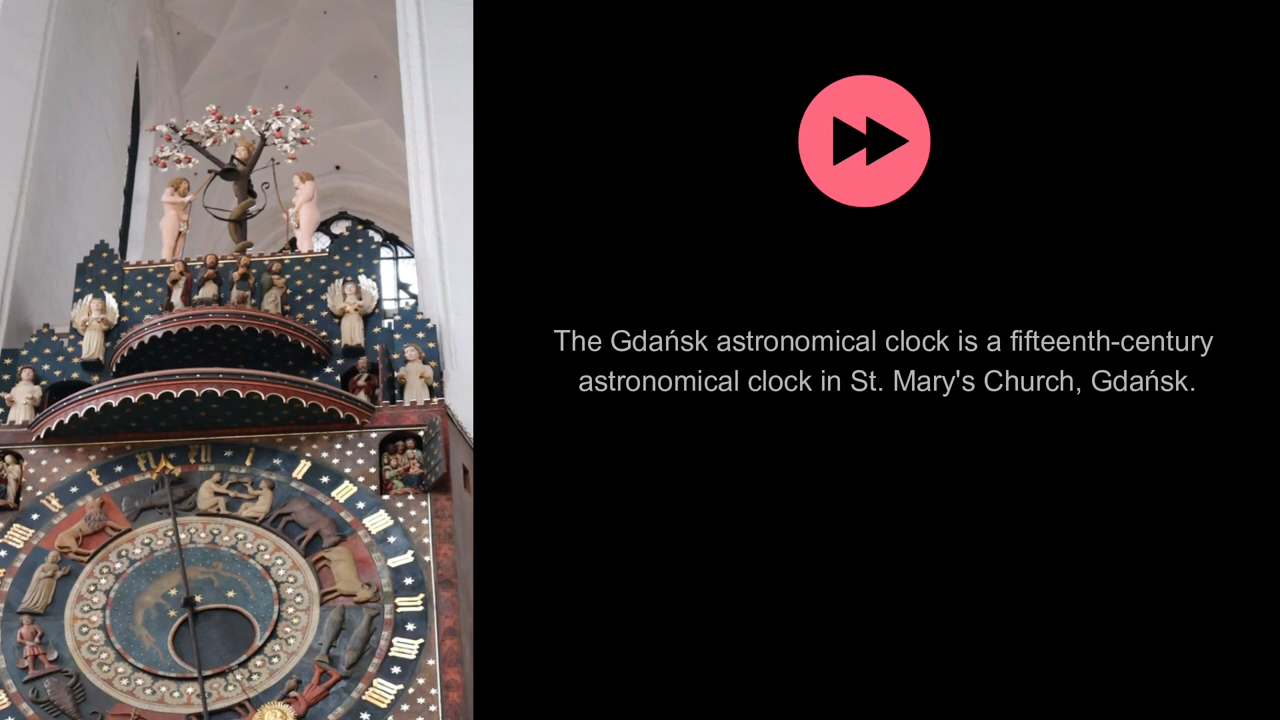 The Gdańsk astronomical clock is a fifteenth-century
astronomical clock in St. Mary's Church, Gdańsk.